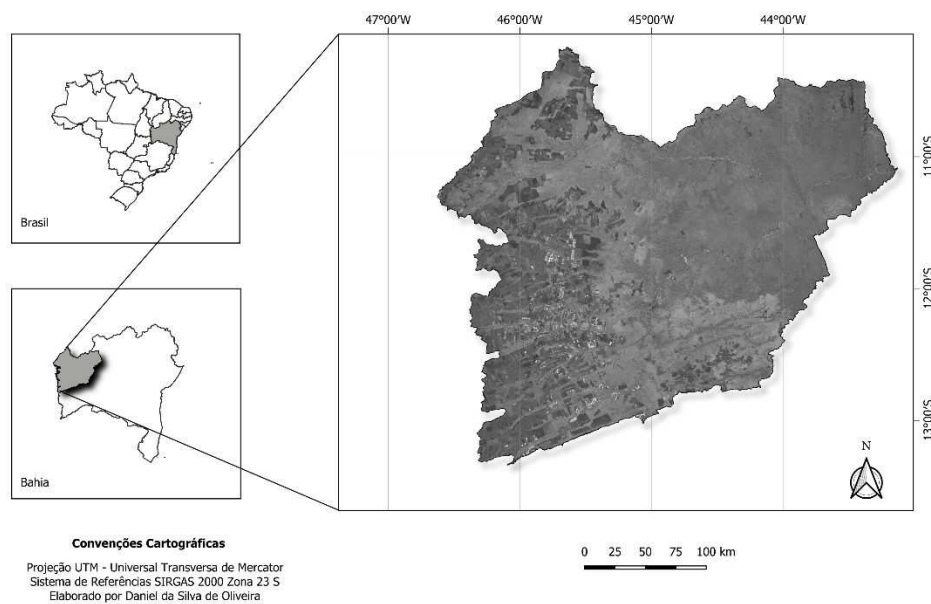 47°00'W 46°00'W 45°00'W 44°00'W
Brasil
11°00'S
12°00'S
13°00'S
Bahia
N
Convenções Cartográficas
Projeção UTM - Universal Transversa de Mercator
Sistema de Referências SIRGAS 2000 Zona 23 S
Elaborado por Daniel da Silva de Oliveira
0 25 50 75 100 km